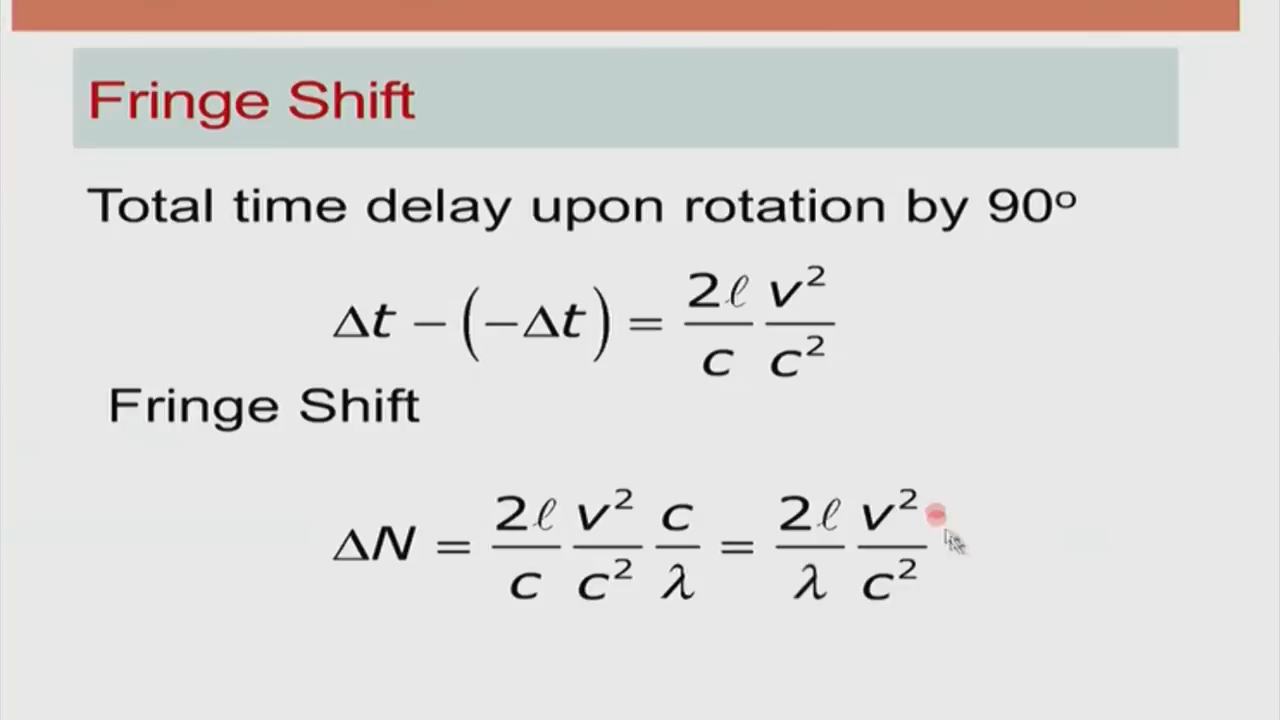 Fringe Shift
Total time delay upon rotation by 90º
Δt − (−Δt) = 2ℓ/c v²/c²
Fringe Shift
ΔN = 2ℓ/c v²/c² c/λ = 2ℓ/λ v²/c²